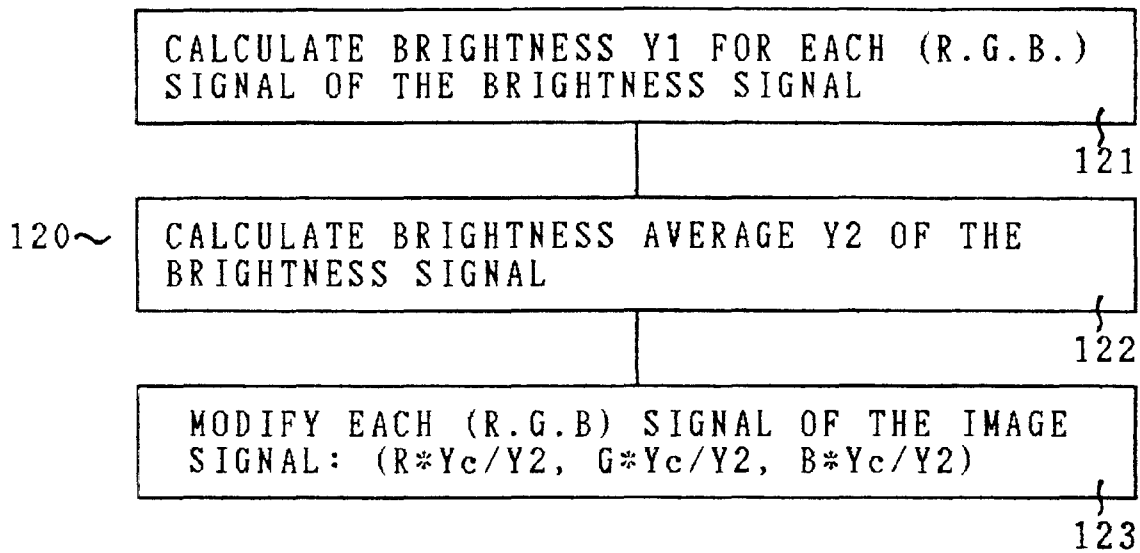 CALCULATE BRIGHTNESS Y1 FOR EACH (R.G.B.)
SIGNAL OF THE BRIGHTNESS SIGNAL
121
120~
CALCULATE BRIGHTNESS AVERAGE Y2 OF THE
BRIGHTNESS SIGNAL
122
MODIFY EACH (R.G.B) SIGNAL OF THE IMAGE
SIGNAL: (R*Yc/Y2, G*Yc/Y2, B*Yc/Y2)
123